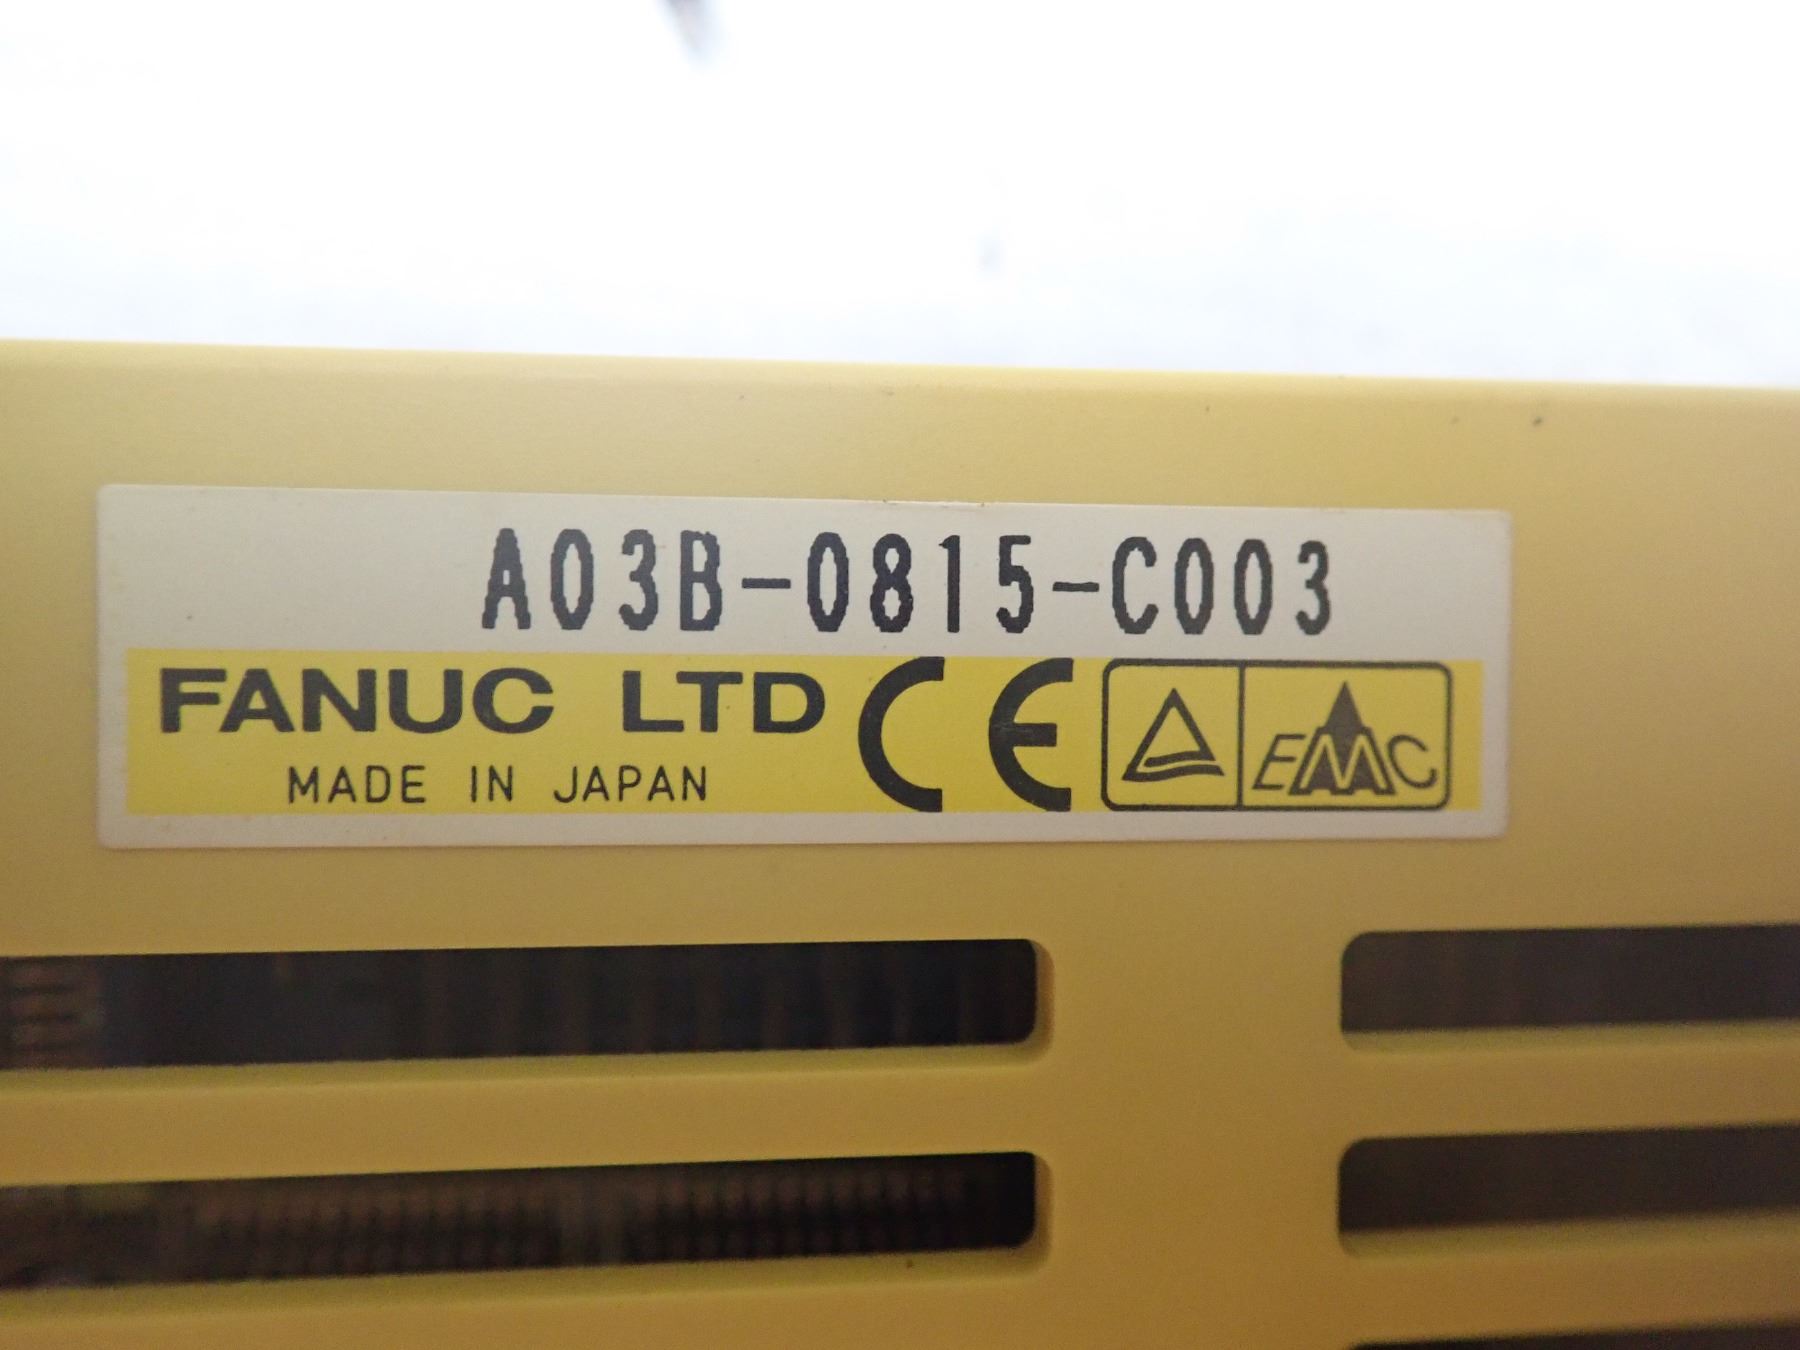 A03B-0815-C003
FANUC LTD CE EMC
MADE IN JAPAN